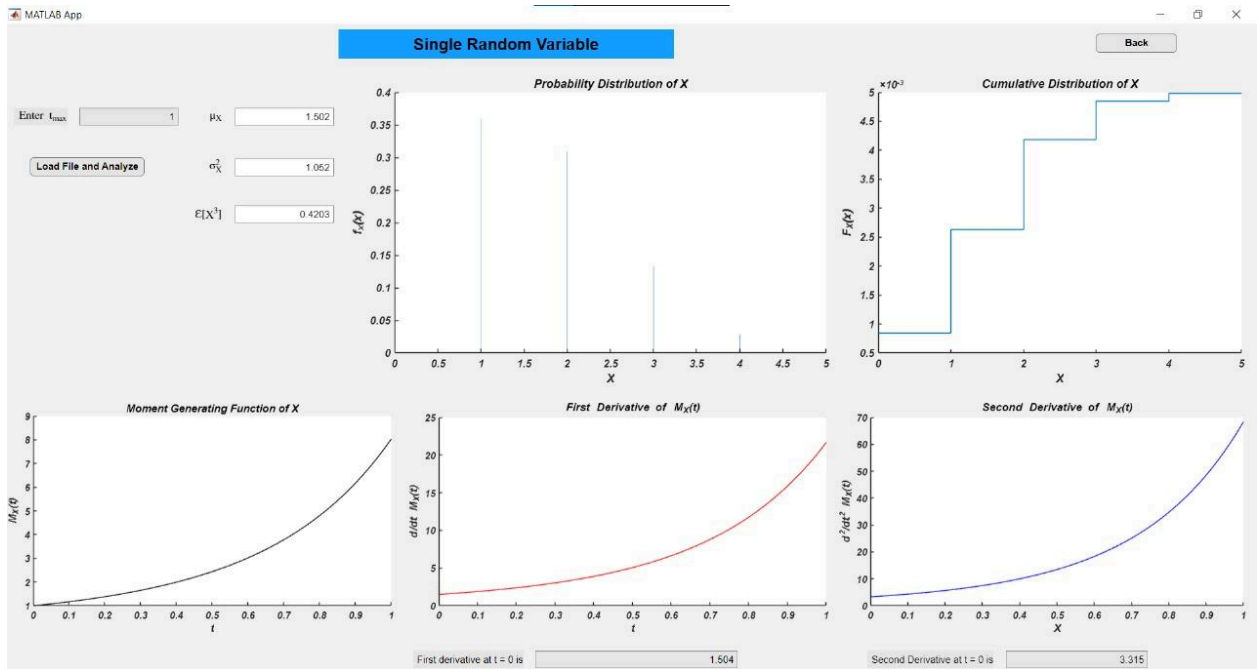 MATLAB App
Single Random Variable
Back
Enter t_max 1
μ_X 1.502
Load File and Analyze
σ²_X 1.052
Ɛ[X³] 0.4203
Probability Distribution of X
0.4
0.35
0.3
0.25
0.2
0.15
0.1
0.05
0
f_X(x)
0 0.5 1 1.5 2 2.5 3 3.5 4 4.5 5
X
Cumulative Distribution of X
×10⁻³
5
4.5
4
3.5
3
2.5
2
1.5
1
0.5
F_X(x)
0 1 2 3 4 5
X
Moment Generating Function of X
9
8
7
6
5
4
3
2
1
M_X(t)
0 0.1 0.2 0.3 0.4 0.5 0.6 0.7 0.8 0.9 1
t
First Derivative of M_X(t)
25
20
15
10
5
0
d/dt M_X(t)
0 0.1 0.2 0.3 0.4 0.5 0.6 0.7 0.8 0.9 1
t
Second Derivative of M_X(t)
70
60
50
40
30
20
10
0
d²/dt² M_X(t)
0 0.1 0.2 0.3 0.4 0.5 0.6 0.7 0.8 0.9 1
X
First derivative at t = 0 is 1.504
Second Derivative at t = 0 is 3.315